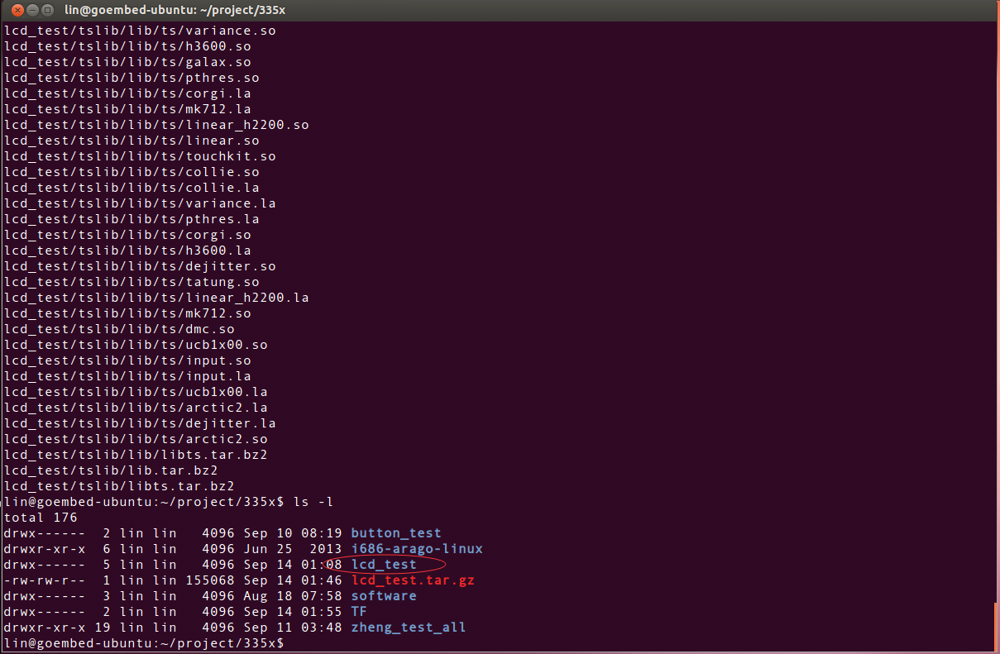 lin@goembed-ubuntu: ~/project/335x
lcd_test/tslib/lib/ts/variance.so
lcd_test/tslib/lib/ts/h3600.so
lcd_test/tslib/lib/ts/galax.so
lcd_test/tslib/lib/ts/pthres.so
lcd_test/tslib/lib/ts/corgi.la
lcd_test/tslib/lib/ts/mk712.la
lcd_test/tslib/lib/ts/linear_h2200.so
lcd_test/tslib/lib/ts/linear.so
lcd_test/tslib/lib/ts/touchkit.so
lcd_test/tslib/lib/ts/collie.so
lcd_test/tslib/lib/ts/collie.la
lcd_test/tslib/lib/ts/variance.la
lcd_test/tslib/lib/ts/pthres.la
lcd_test/tslib/lib/ts/corgi.so
lcd_test/tslib/lib/ts/h3600.la
lcd_test/tslib/lib/ts/dejitter.so
lcd_test/tslib/lib/ts/tatung.so
lcd_test/tslib/lib/ts/linear_h2200.la
lcd_test/tslib/lib/ts/mk712.so
lcd_test/tslib/lib/ts/dmc.so
lcd_test/tslib/lib/ts/ucb1x00.so
lcd_test/tslib/lib/ts/input.so
lcd_test/tslib/lib/ts/input.la
lcd_test/tslib/lib/ts/ucb1x00.la
lcd_test/tslib/lib/ts/arctic2.la
lcd_test/tslib/lib/ts/dejitter.la
lcd_test/tslib/lib/ts/arctic2.so
lcd_test/tslib/lib/libts.tar.bz2
lcd_test/tslib/lib.tar.bz2
lcd_test/tslib/libts.tar.bz2
lin@goembed-ubuntu:~/project/335x$ ls -l
total 176
drwx------  2 lin lin   4096 Sep 10 08:19 button_test
drwxr-xr-x  6 lin lin   4096 Jun 25  2013 i686-arago-linux
drwx------  5 lin lin   4096 Sep 14 01:08 lcd_test
-rw-rw-r--  1 lin lin 155068 Sep 14 01:46 lcd_test.tar.gz
drwx------  3 lin lin   4096 Aug 18 07:58 software
drwx------  2 lin lin   4096 Sep 14 01:55 TF
drwxr-xr-x 19 lin lin   4096 Sep 11 03:48 zheng_test_all
lin@goembed-ubuntu:~/project/335x$